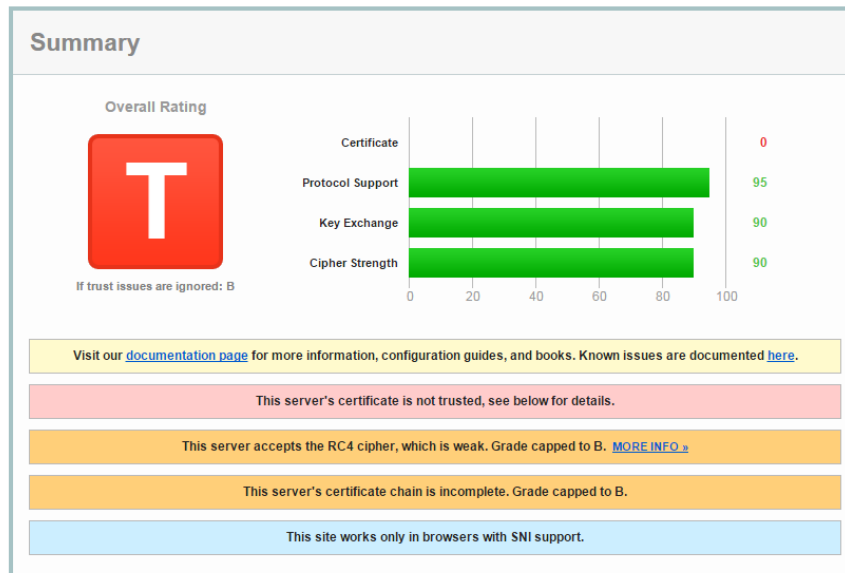 Summary
Overall Rating
T
If trust issues are ignored: B
Certificate 0
Protocol Support 95
Key Exchange 90
Cipher Strength 90
0 20 40 60 80 100
Visit our documentation page for more information, configuration guides, and books. Known issues are documented here.
This server's certificate is not trusted, see below for details.
This server accepts the RC4 cipher, which is weak. Grade capped to B. MORE INFO »
This server's certificate chain is incomplete. Grade capped to B.
This site works only in browsers with SNI support.